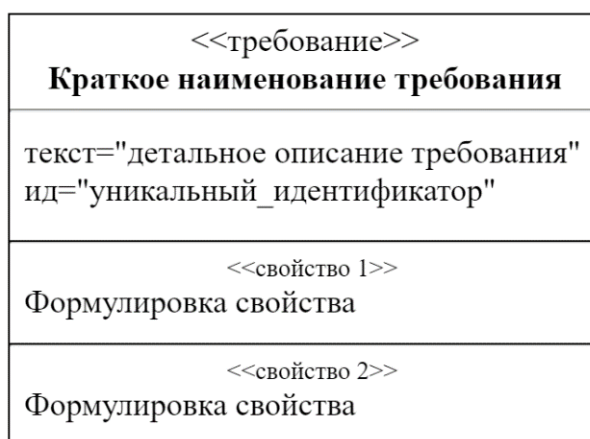 <<требование>>
Краткое наименование требования
текст="детальное описание требования"
ид="уникальный_идентификатор"
<<свойство 1>>
Формулировка свойства
<<свойство 2>>
Формулировка свойства